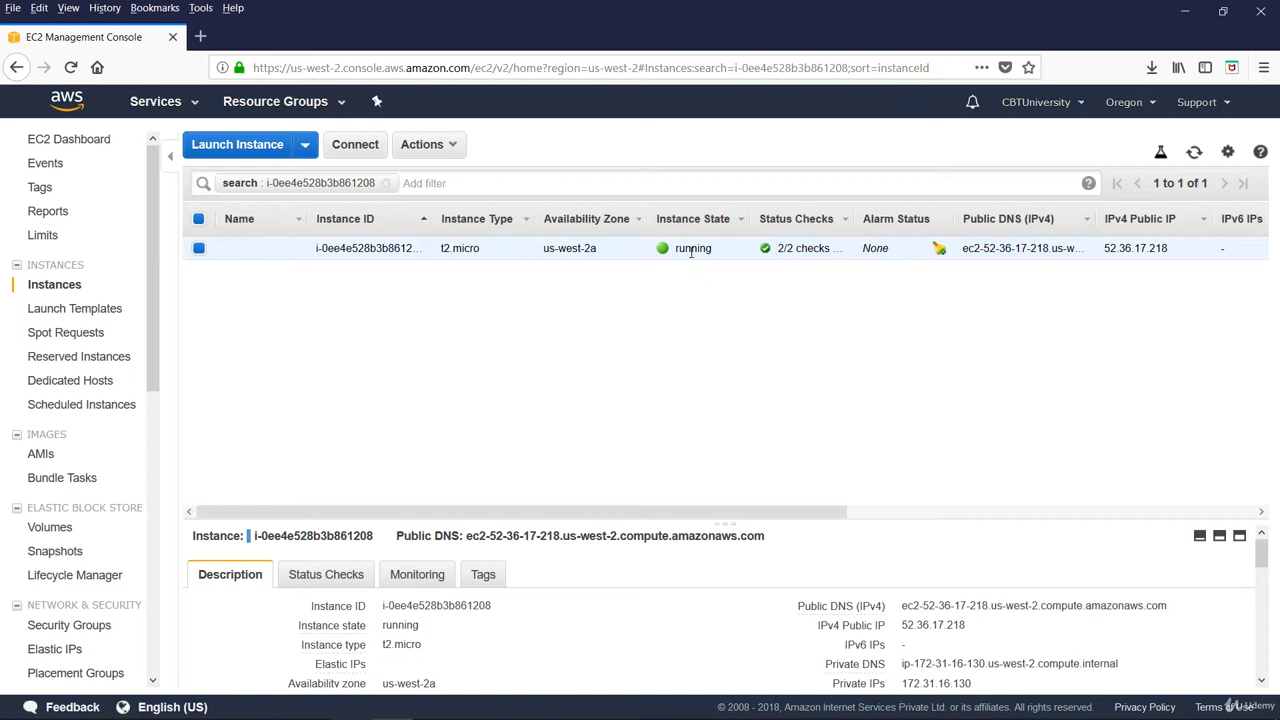 File Edit View History Bookmarks Tools Help
EC2 Management Console
https://us-west-2.console.aws.amazon.com/ec2/v2/home?region=us-west-2#Instances:search=i-0ee4e528b3b861208;sort=instanceId
aws Services Resource Groups CBTUniversity Oregon Support
EC2 Dashboard
Events
Tags
Reports
Limits
INSTANCES
Instances
Launch Templates
Spot Requests
Reserved Instances
Dedicated Hosts
Scheduled Instances
IMAGES
AMIs
Bundle Tasks
ELASTIC BLOCK STORE
Volumes
Snapshots
Lifecycle Manager
NETWORK & SECURITY
Security Groups
Elastic IPs
Placement Groups
Launch Instance Connect Actions
search : i-0ee4e528b3b861208 Add filter 1 to 1 of 1
Name Instance ID Instance Type Availability Zone Instance State Status Checks Alarm Status Public DNS (IPv4) IPv4 Public IP IPv6 IPs
i-0ee4e528b3b8612... t2.micro us-west-2a running 2/2 checks ... None ec2-52-36-17-218.us-w... 52.36.17.218 -
Instance: i-0ee4e528b3b861208 Public DNS: ec2-52-36-17-218.us-west-2.compute.amazonaws.com
Description Status Checks Monitoring Tags
Instance ID i-0ee4e528b3b861208 Public DNS (IPv4) ec2-52-36-17-218.us-west-2.compute.amazonaws.com
Instance state running IPv4 Public IP 52.36.17.218
Instance type t2.micro IPv6 IPs -
Elastic IPs Private DNS ip-172-31-16-130.us-west-2.compute.internal
Availability zone us-west-2a Private IPs 172.31.16.130
Feedback English (US) © 2008 - 2018, Amazon Internet Services Private Ltd. or its affiliates. All rights reserved. Privacy Policy Terms of Use
Udemy